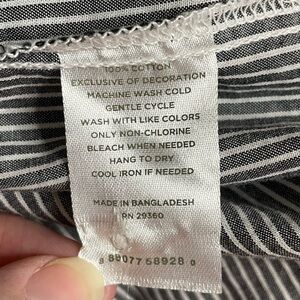 100% COTTON
EXCLUSIVE OF DECORATION
MACHINE WASH COLD
GENTLE CYCLE
WASH WITH LIKE COLORS
ONLY NON-CHLORINE
BLEACH WHEN NEEDED
HANG TO DRY
COOL IRON IF NEEDED
MADE IN BANGLADESH
RN 29360
8 89077 58928 0